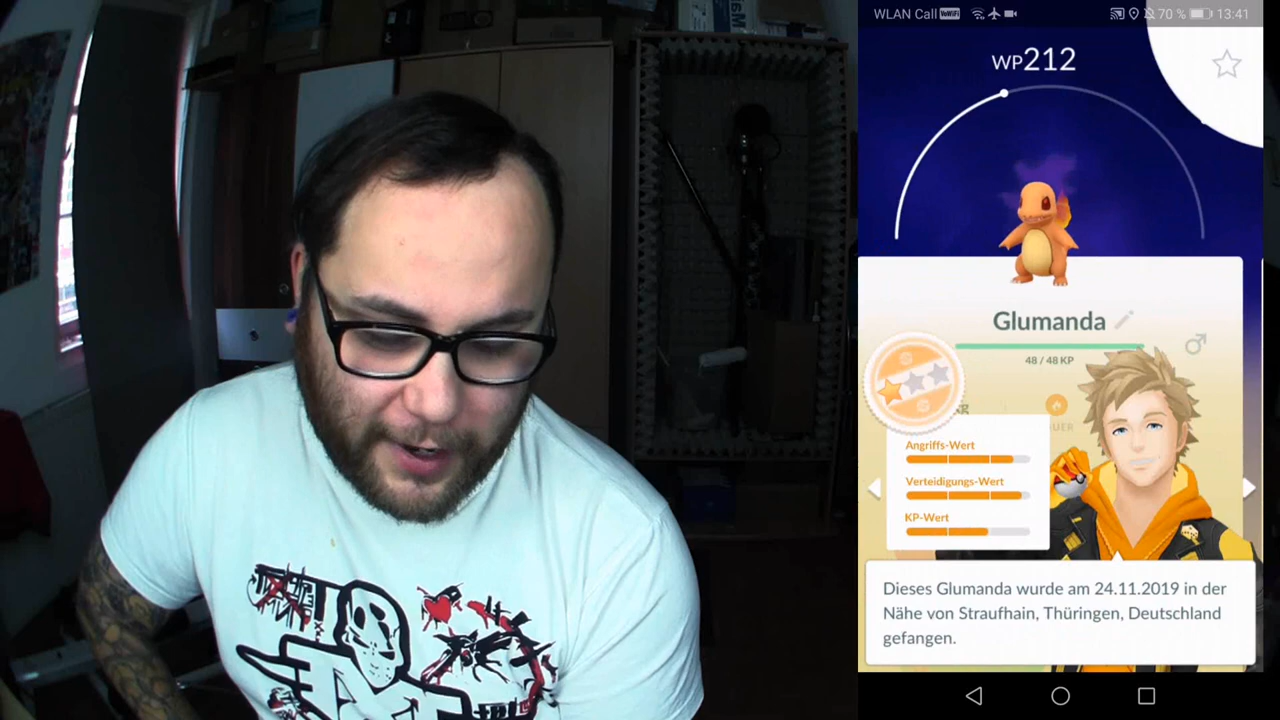 WLAN Call VoWiFi 70 % 13:41
WP212
Glumanda
48 / 48 KP
Angriffs-Wert
Verteidigungs-Wert
KP-Wert
Dieses Glumanda wurde am 24.11.2019 in der
Nähe von Straufhain, Thüringen, Deutschland
gefangen.